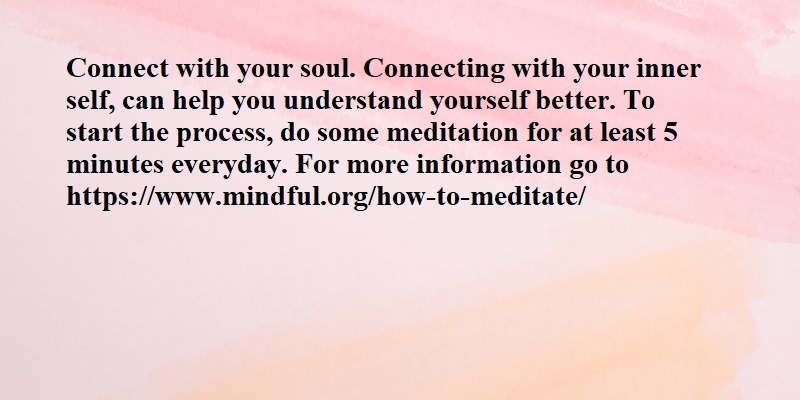 Connect with your soul. Connecting with your inner
self, can help you understand yourself better. To
start the process, do some meditation for at least 5
minutes everyday. For more information go to
https://www.mindful.org/how-to-meditate/